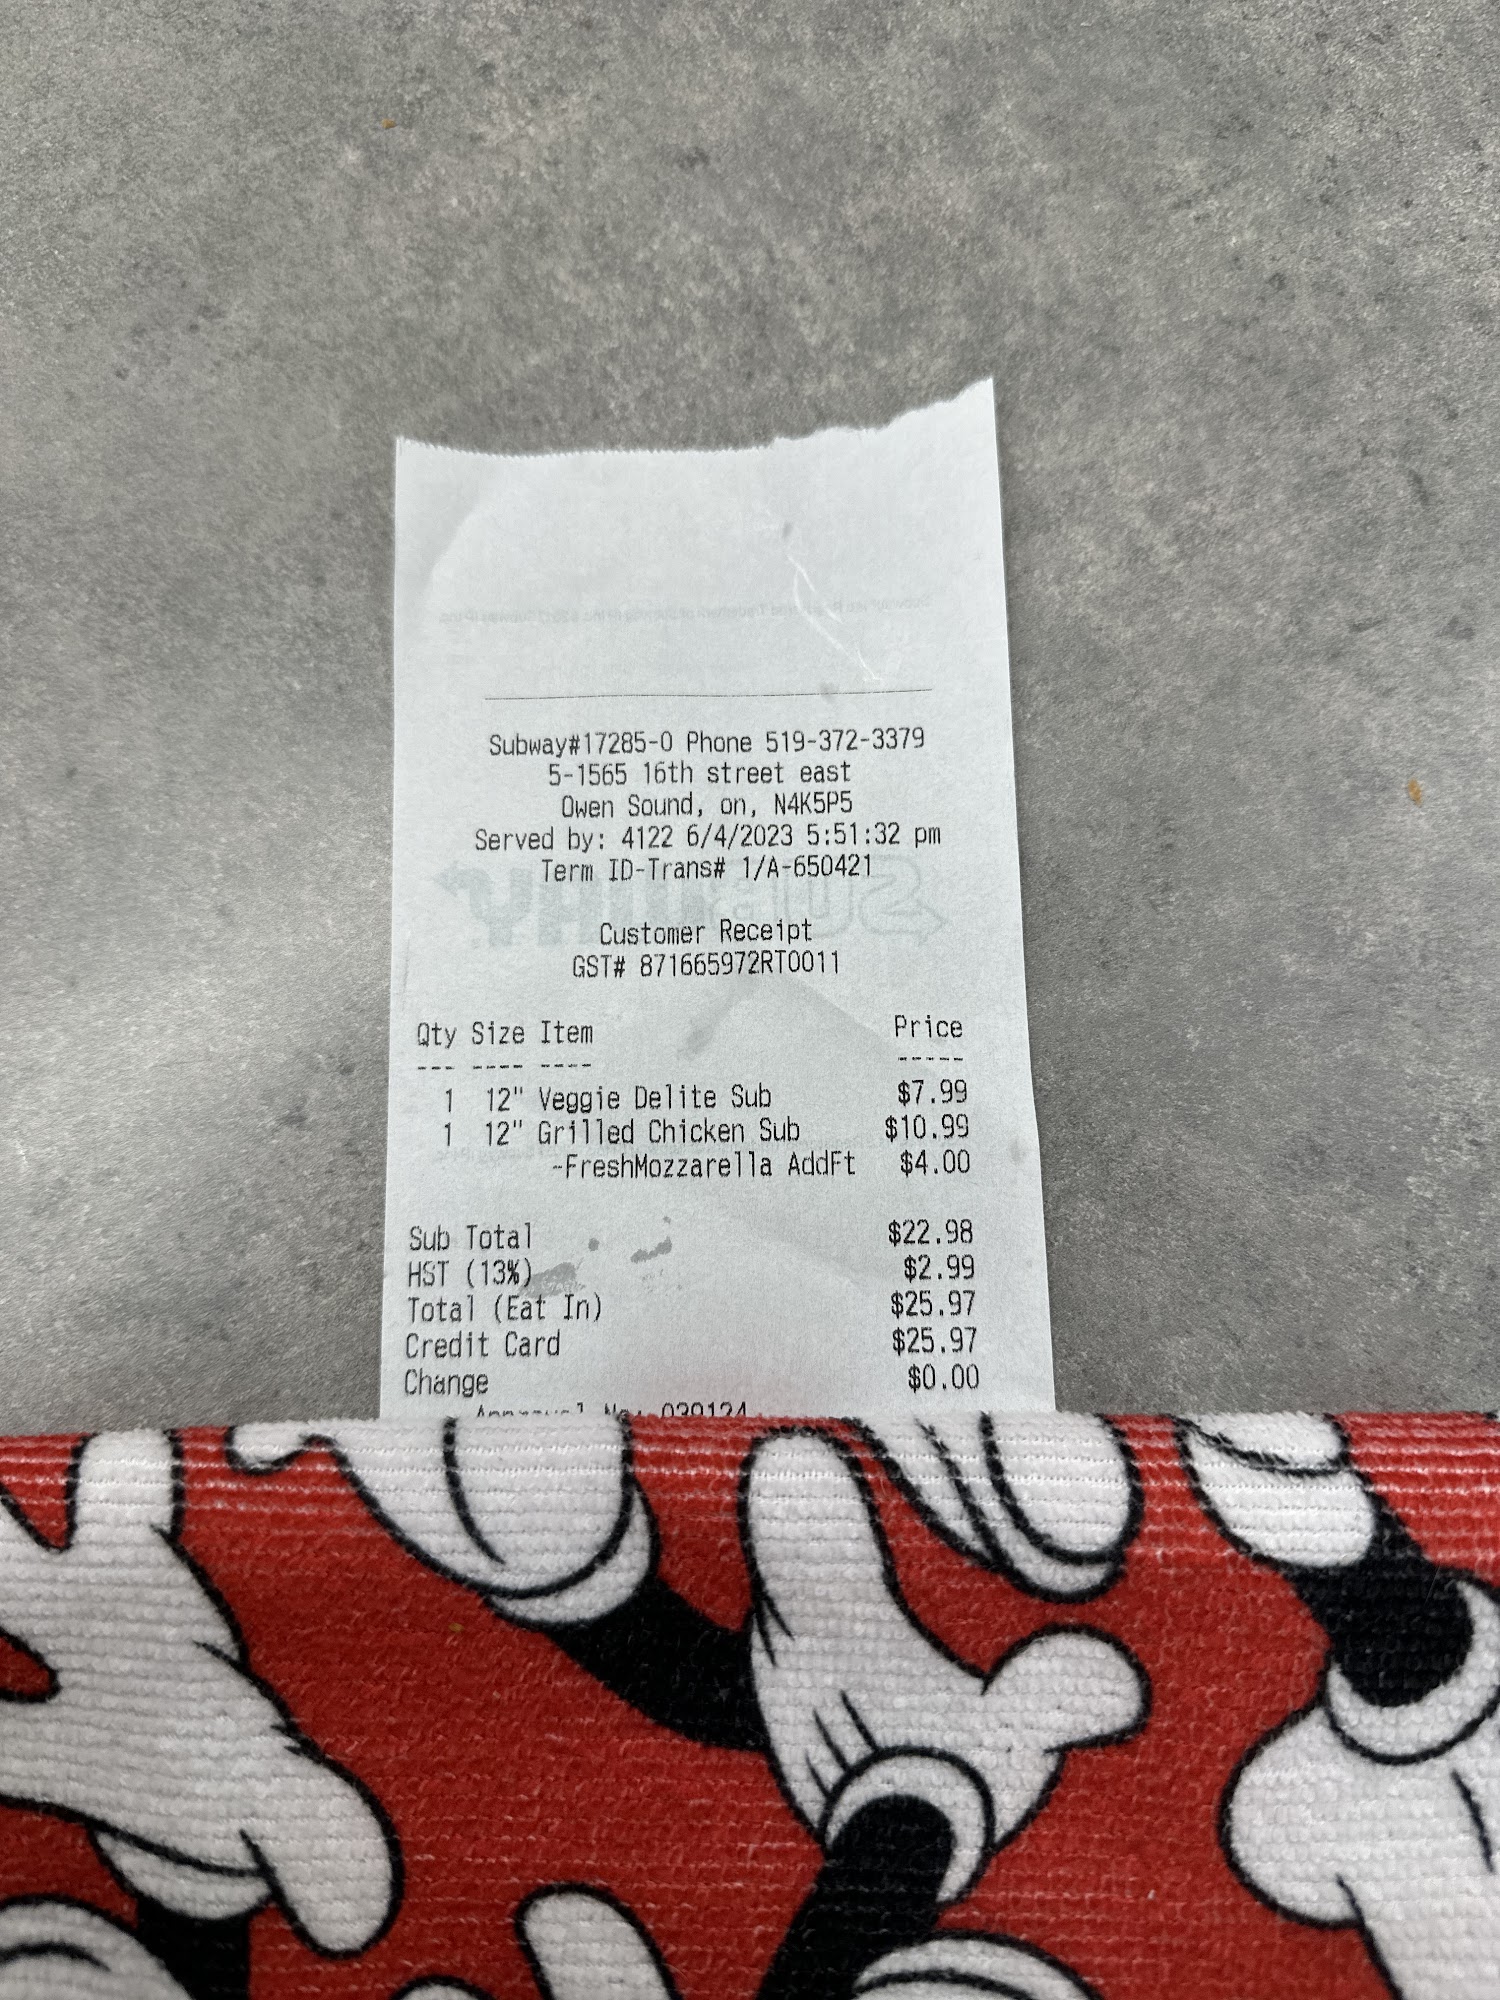 Subway#17285-0 Phone 519-372-3379
5-1565 16th street east
Owen Sound, on, N4K5P5
Served by: 4122 6/4/2023 5:51:32 pm
Term ID-Trans# 1/A-650421
Customer Receipt
GST# 871665972RT0011
Qty Size Item Price
--- ---- ---- -----
1 12" Veggie Delite Sub $7.99
1 12" Grilled Chicken Sub $10.99
-FreshMozzarella AddFt $4.00
Sub Total $22.98
HST (13%) $2.99
Total (Eat In) $25.97
Credit Card $25.97
Change $0.00
Approval No: 039124